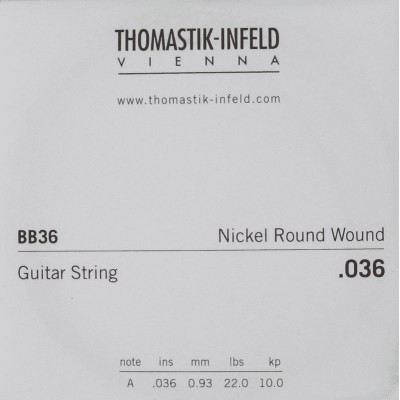 THOMASTIK-INFELD
VIENNA
www.thomastik-infeld.com
BB36 Nickel Round Wound
Guitar String .036
note ins mm lbs kp
A .036 0.93 22.0 10.0